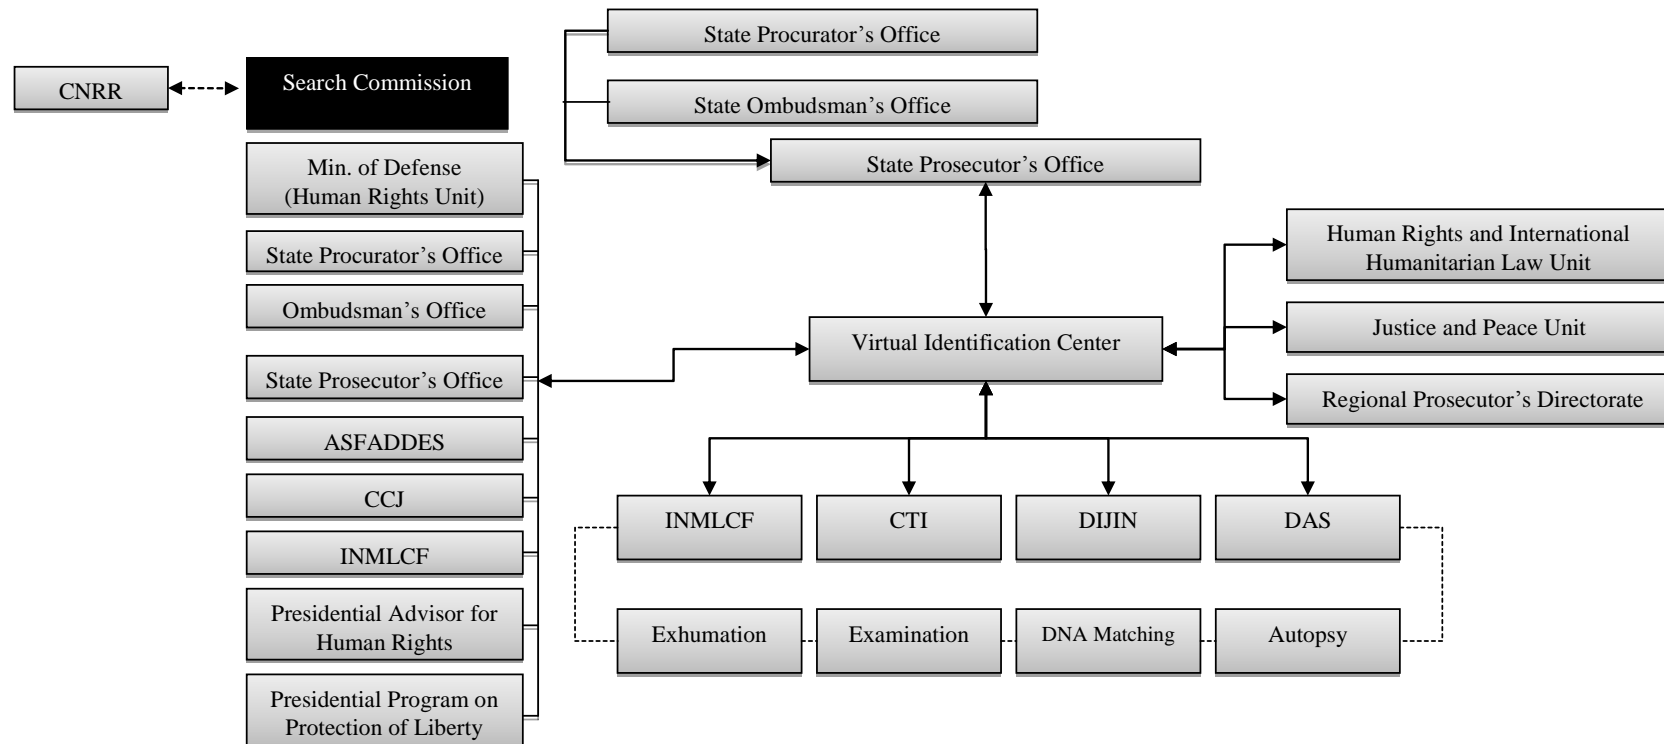 CNRR
Search Commission
Min. of Defense
(Human Rights Unit)
State Procurator’s Office
Ombudsman’s Office
State Prosecutor’s Office
ASFADDES
CCJ
INMLCF
Presidential Advisor for
Human Rights
Presidential Program on
Protection of Liberty
State Procurator’s Office
State Ombudsman’s Office
State Prosecutor’s Office
Virtual Identification Center
Human Rights and International
Humanitarian Law Unit
Justice and Peace Unit
Regional Prosecutor’s Directorate
INMLCF
CTI
DIJIN
DAS
Exhumation
Examination
DNA Matching
Autopsy